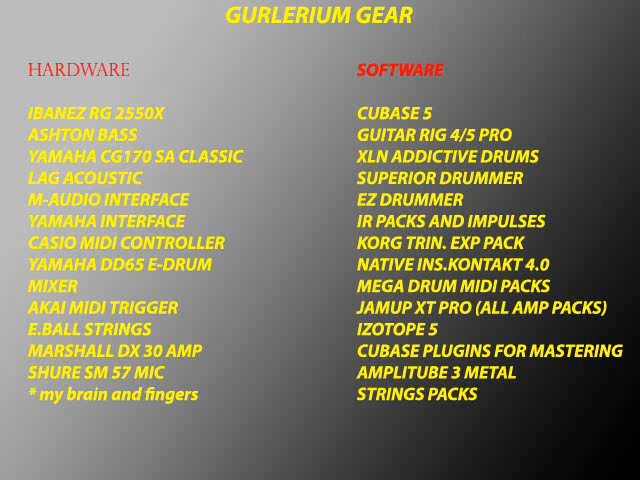 GURLERIUM GEAR
HARDWARE
IBANEZ RG 2550X
ASHTON BASS
YAMAHA CG170 SA CLASSIC
LAG ACOUSTIC
M-AUDIO INTERFACE
YAMAHA INTERFACE
CASIO MIDI CONTROLLER
YAMAHA DD65 E-DRUM
MIXER
AKAI MIDI TRIGGER
E.BALL STRINGS
MARSHALL DX 30 AMP
SHURE SM 57 MIC
* my brain and fingers
SOFTWARE
CUBASE 5
GUITAR RIG 4/5 PRO
XLN ADDICTIVE DRUMS
SUPERIOR DRUMMER
EZ DRUMMER
IR PACKS AND IMPULSES
KORG TRIN. EXP PACK
NATIVE INS.KONTAKT 4.0
MEGA DRUM MIDI PACKS
JAMUP XT PRO (ALL AMP PACKS)
IZOTOPE 5
CUBASE PLUGINS FOR MASTERING
AMPLITUBE 3 METAL
STRINGS PACKS